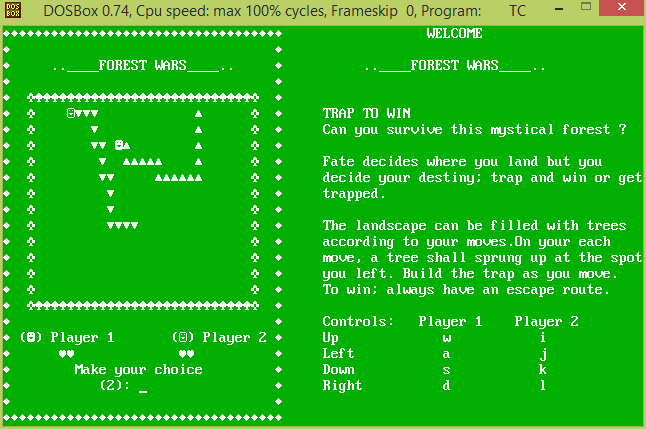 DOSBox 0.74, Cpu speed: max 100% cycles, Frameskip 0, Program: TC
..____FOREST WARS____..
(☻) Player 1 (☺) Player 2
♥♥ ♥♥
Make your choice
(2): _
WELCOME
..____FOREST WARS____..
TRAP TO WIN
Can you survive this mystical forest ?
Fate decides where you land but you
decide your destiny; trap and win or get
trapped.
The landscape can be filled with trees
according to your moves.On your each
move, a tree shall sprung up at the spot
you left. Build the trap as you move.
To win; always have an escape route.
Controls: Player 1 Player 2
Up w i
Left a j
Down s k
Right d l